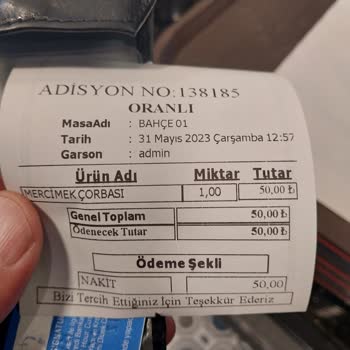 ADİSYON NO:138185
ORANLI
MasaAdı : BAHÇE 01
Tarih : 31 Mayıs 2023 Çarşamba 12:57
Garson : admin
Ürün Adı Miktar Tutar
MERCİMEK ÇORBASI 1,00 50,00 ₺
Genel Toplam 50,00 ₺
Ödenecek Tutar 50,00 ₺
Ödeme Şekli
NAKİT 50,00
Bizi Tercih Ettiğiniz İçin Teşekkür Ederiz